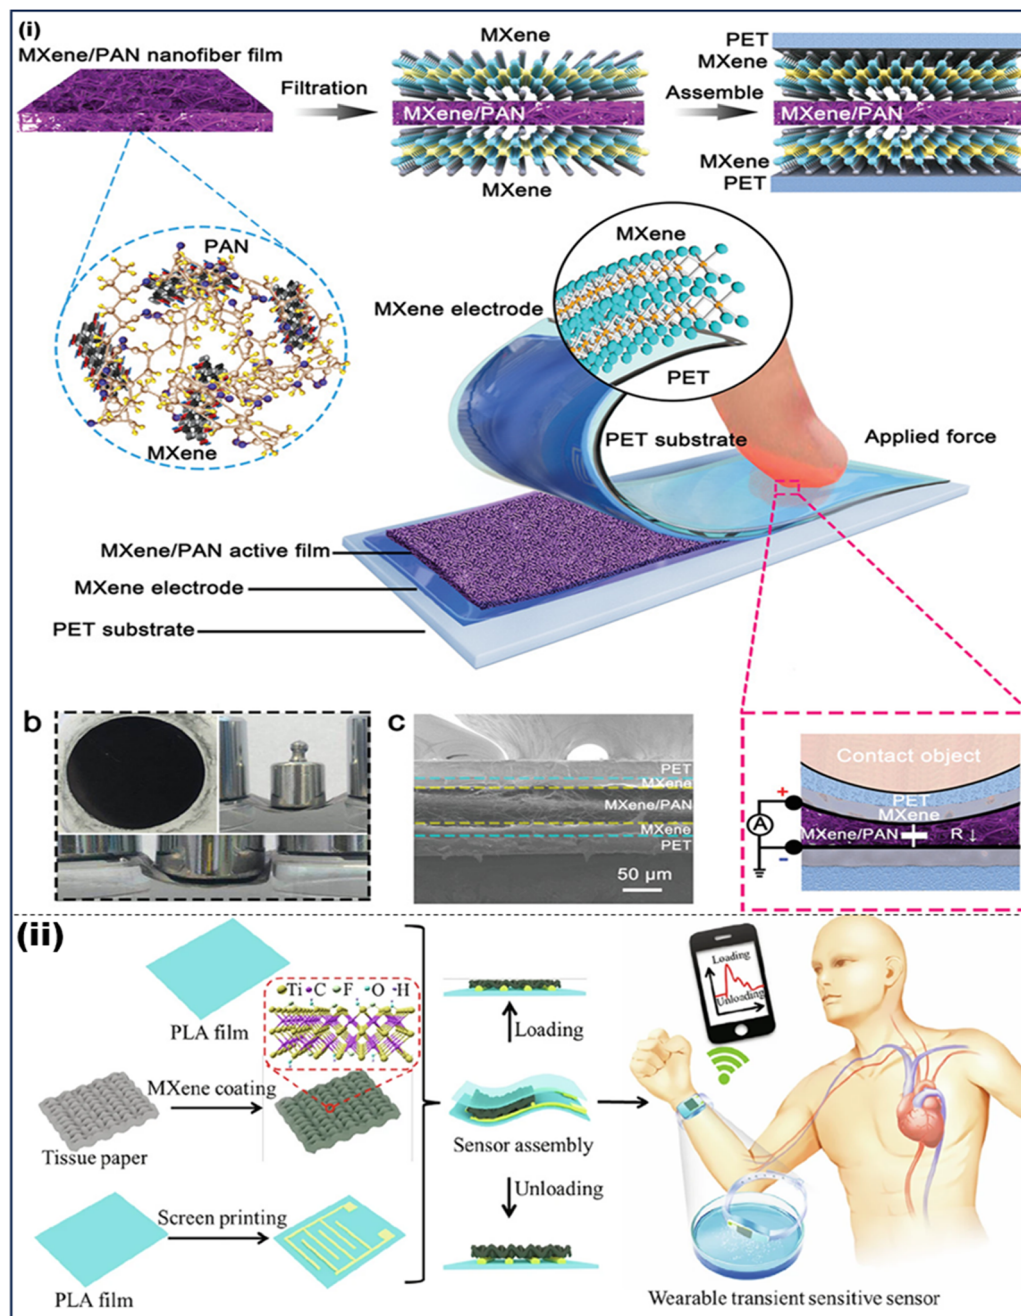 (i)
MXene/PAN nanofiber film
Filtration
MXene
MXene/PAN
MXene
Assemble
PET
MXene
MXene/PAN
MXene
PET
PAN
MXene
MXene
PET
MXene electrode
PET substrate
Applied force
MXene/PAN active film
MXene electrode
PET substrate
b
c
PET
MXene
MXene/PAN
MXene
PET
50 μm
Contact object
PET
MXene
MXene/PAN
R ↓
+
A
-
(ii)
PLA film
Ti C F O H
MXene coating
Tissue paper
Screen printing
PLA film
Loading
Sensor assembly
Unloading
Loading
Unloading
Wearable transient sensitive sensor